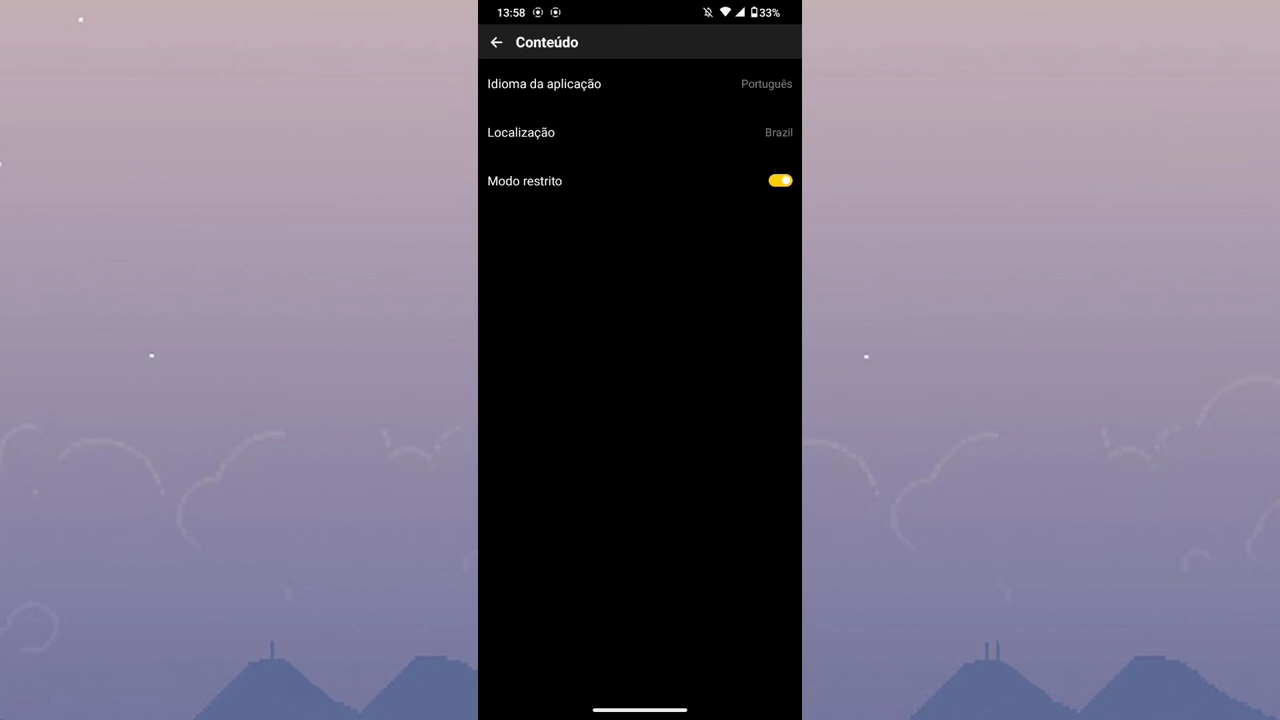 13:58 33%
Conteúdo
Idioma da aplicação Português
Localização Brazil
Modo restrito